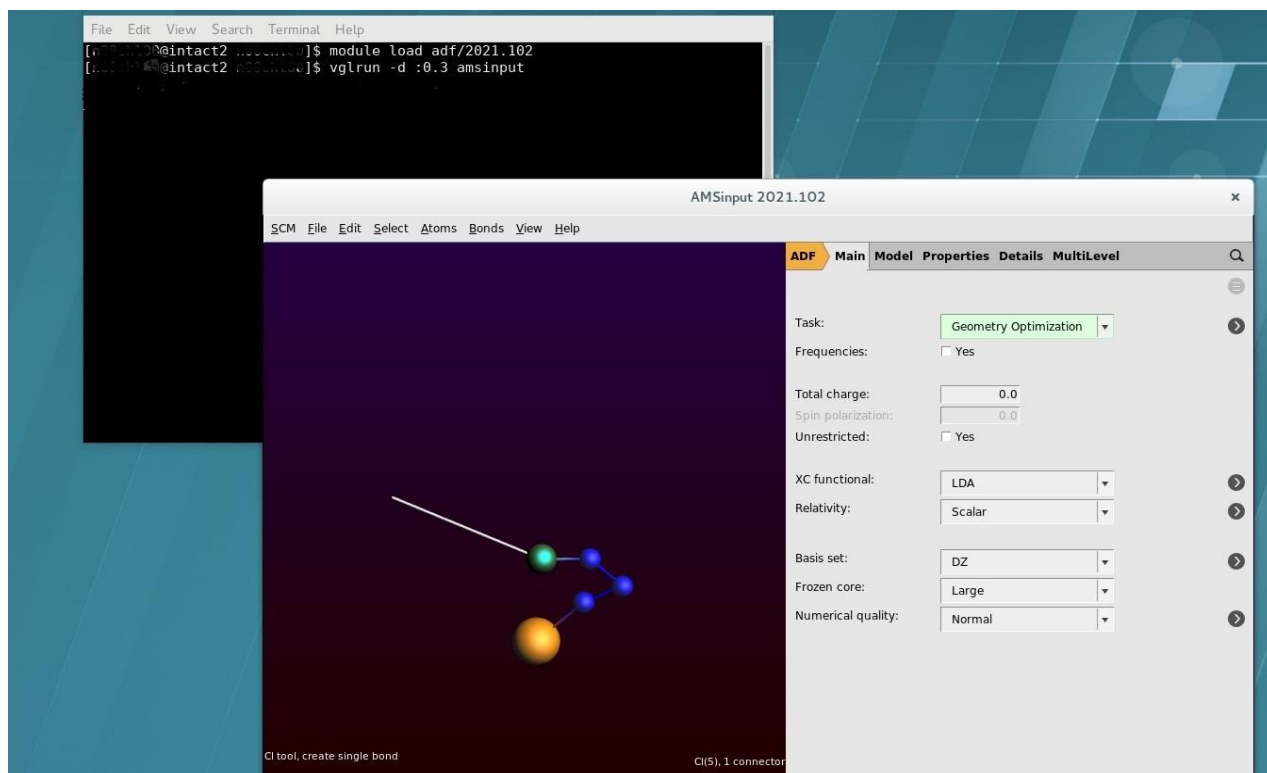 File Edit View Search Terminal Help
@intact2 ]$ module load adf/2021.102
@intact2 ]$ vglrun -d :0.3 amsinput
AMSinput 2021.102
SCM File Edit Select Atoms Bonds View Help
ADF Main Model Properties Details MultiLevel
Task: Geometry Optimization
Frequencies: Yes
Total charge: 0.0
Spin polarization: 0.0
Unrestricted: Yes
XC functional: LDA
Relativity: Scalar
Basis set: DZ
Frozen core: Large
Numerical quality: Normal
Cl tool, create single bond
Cl(5), 1 connector